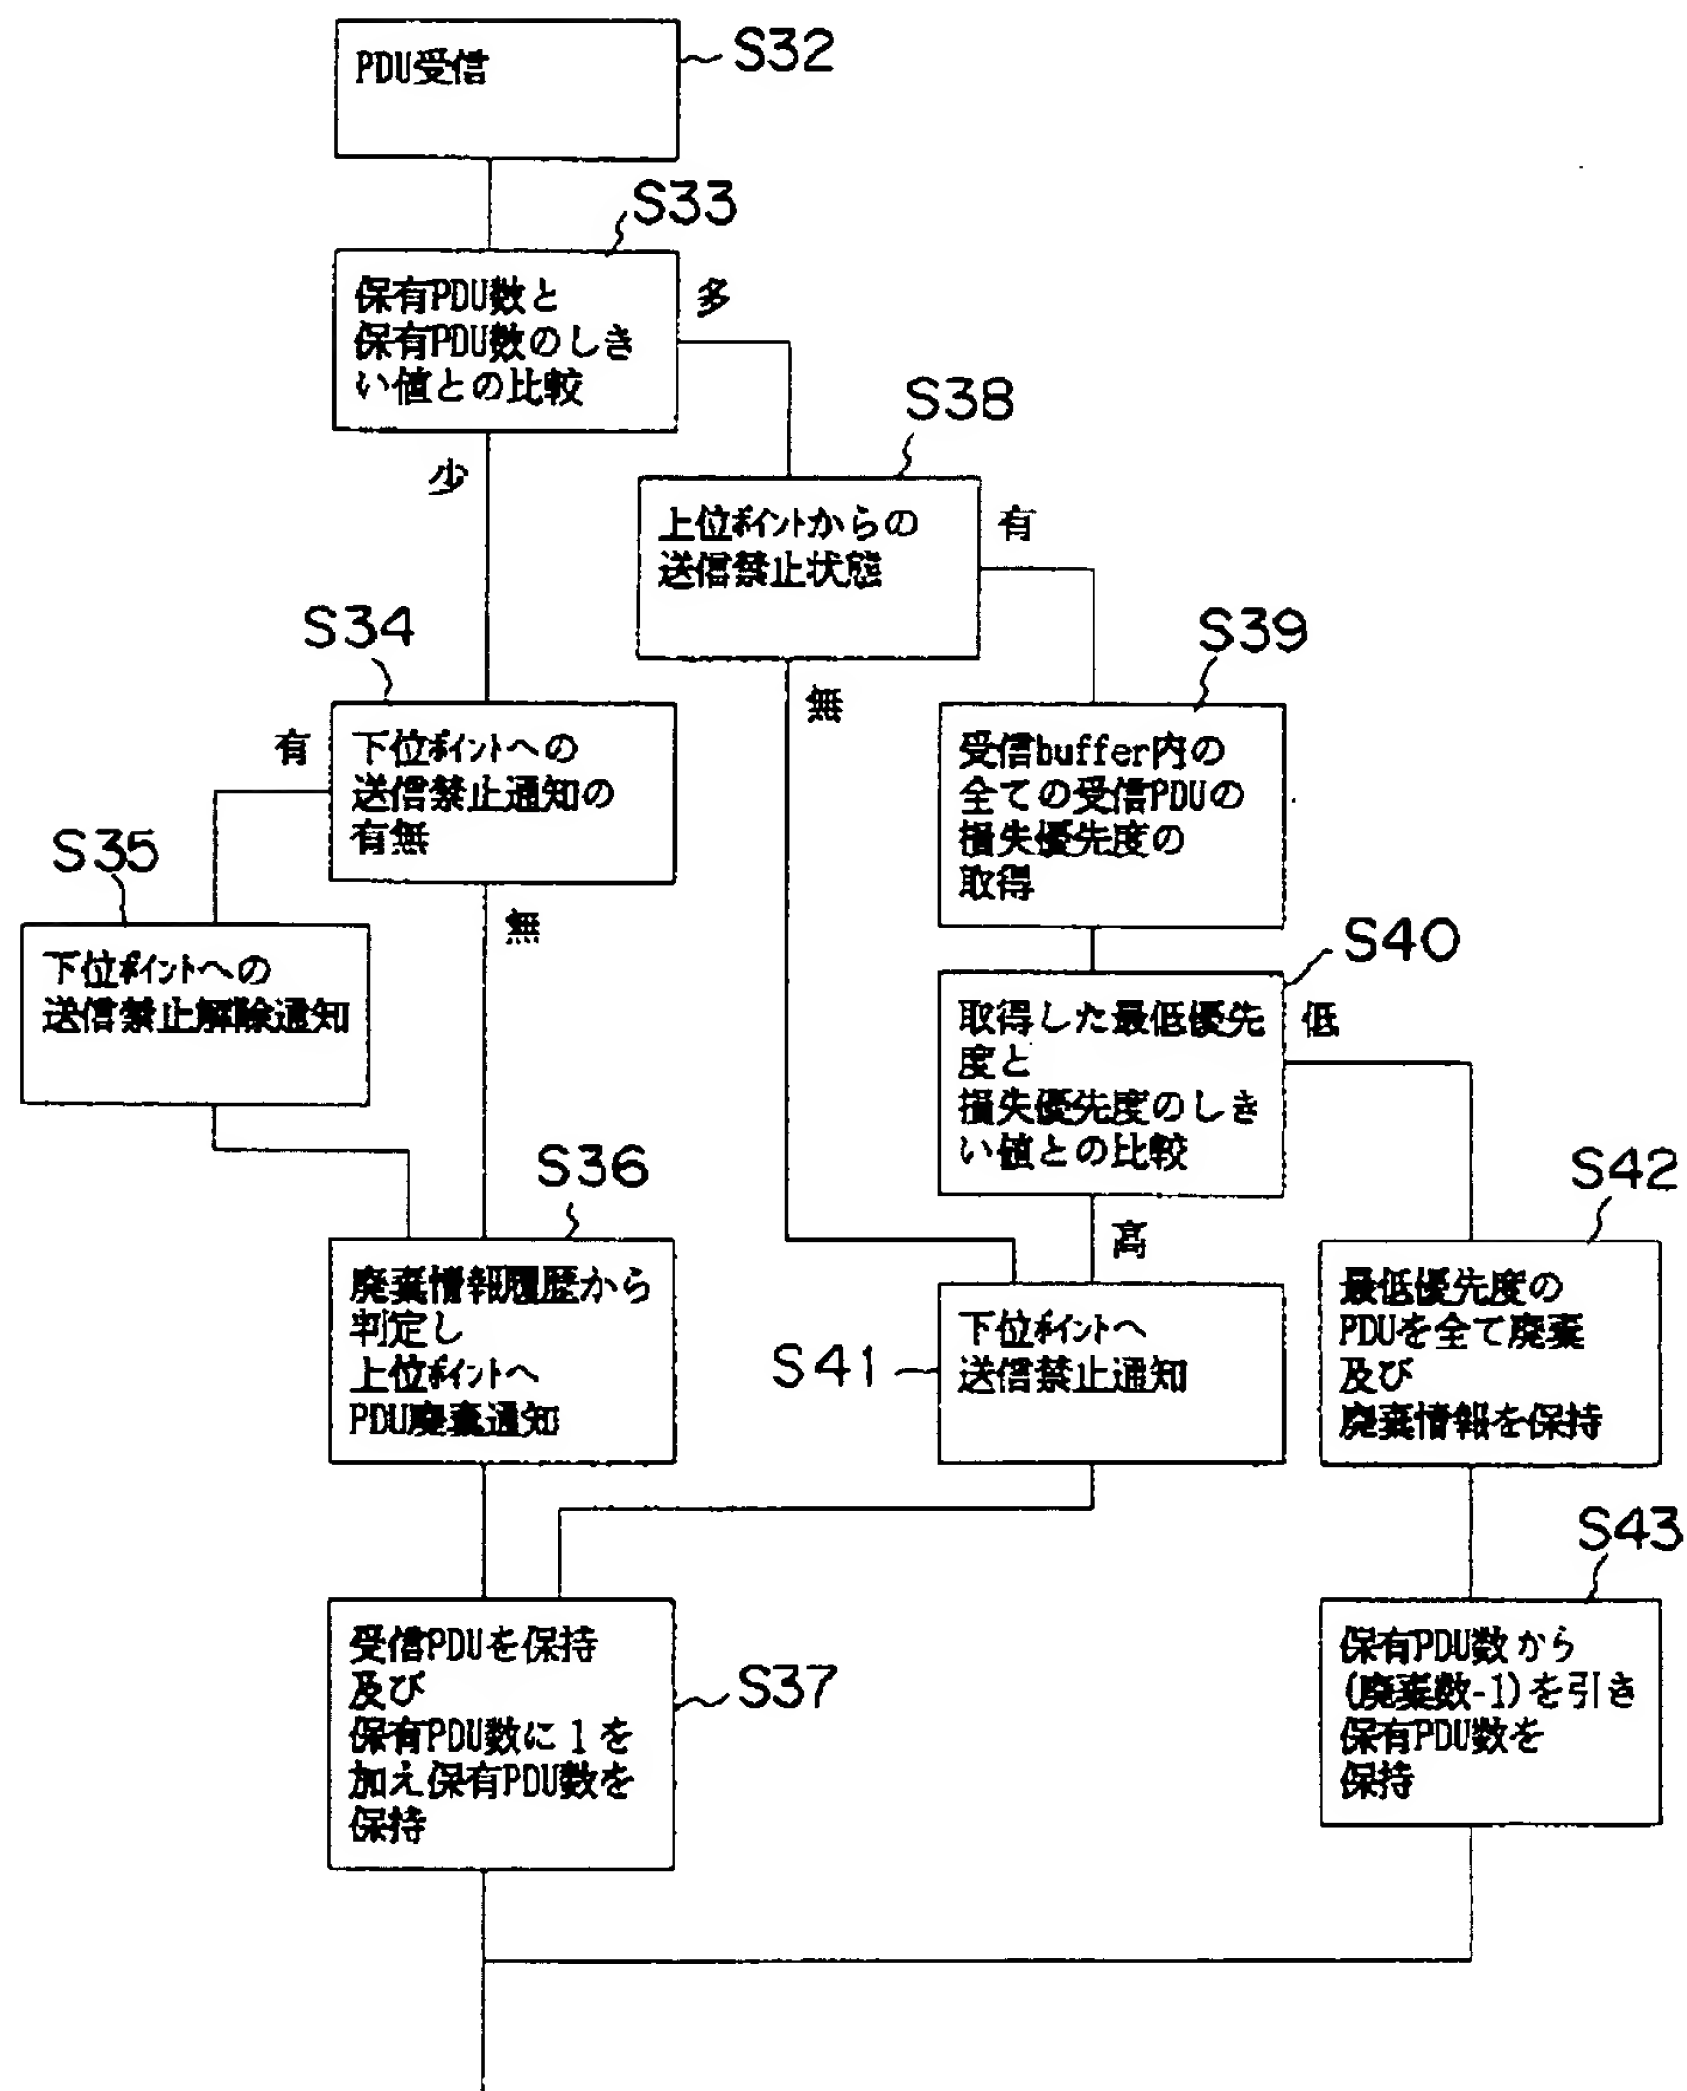 PDU受信
S32
S33
保有PDU数と
保有PDU数のしき
い値との比較
多
少
S38
上位ポイントからの
送信禁止状態
有
無
S34
有
下位ポイントへの
送信禁止通知の
有無
無
S35
下位ポイントへの
送信禁止解除通知
S39
受信buffer内の
全ての受信PDUの
損失優先度の
取得
S40
取得した最低優先
度と
損失優先度のしき
い値との比較
低
高
S36
廃棄情報履歴から
判定し
上位ポイントへ
PDU廃棄通知
S41
下位ポイントへ
送信禁止通知
S42
最低優先度の
PDUを全て廃棄
及び
廃棄情報を保持
S37
受信PDUを保持
及び
保有PDU数に1を
加え保有PDU数を
保持
S43
保有PDU数から
(廃棄数-1)を引き
保有PDU数を
保持